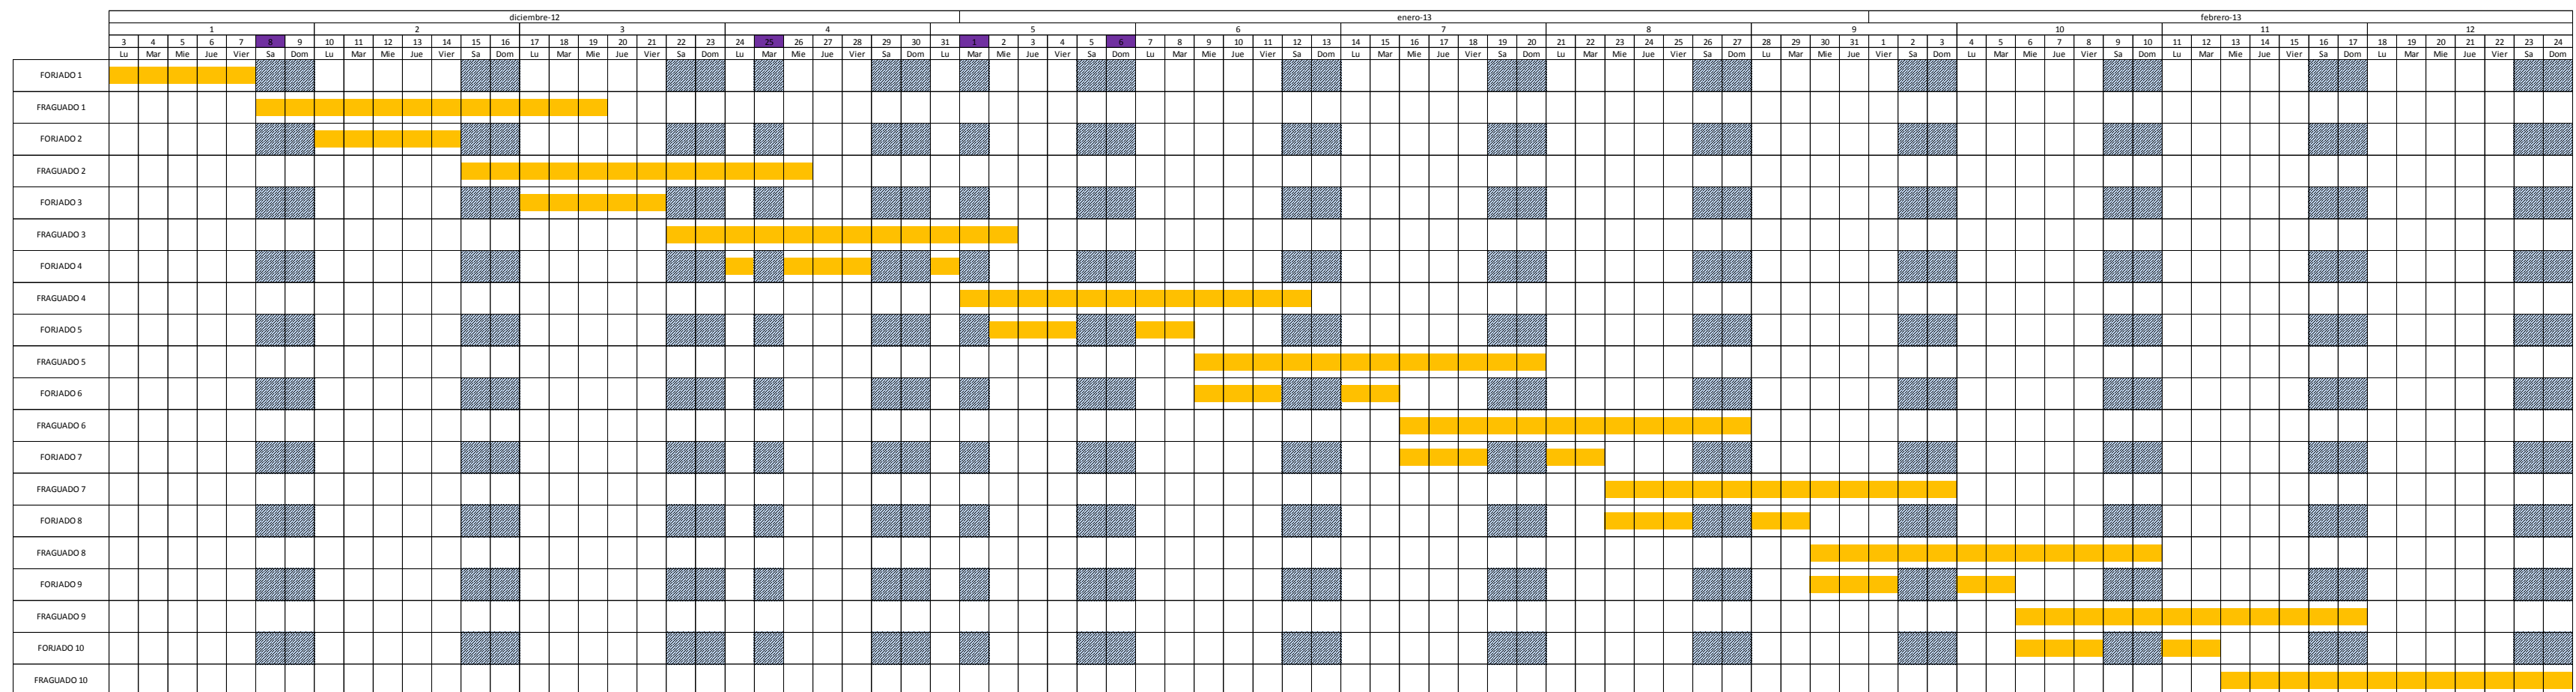 diciembre-12 enero-13 febrero-13
1 2 3 4 5 6 7 8 9 10 11 12
3 4 5 6 7 8 9 10 11 12 13 14 15 16 17 18 19 20 21 22 23 24 25 26 27 28 29 30 31 1 2 3 4 5 6 7 8 9 10 11 12 13 14 15 16 17 18 19 20 21 22 23 24 25 26 27 28 29 30 31 1 2 3 4 5 6 7 8 9 10 11 12 13 14 15 16 17 18 19 20 21 22 23 24
Lu Mar Mie Jue Vier Sa Dom Lu Mar Mie Jue Vier Sa Dom Lu Mar Mie Jue Vier Sa Dom Lu Mar Mie Jue Vier Sa Dom Lu Mar Mie Jue Vier Sa Dom Lu Mar Mie Jue Vier Sa Dom Lu Mar Mie Jue Vier Sa Dom Lu Mar Mie Jue Vier Sa Dom Lu Mar Mie Jue Vier Sa Dom Lu Mar Mie Jue Vier Sa Dom Lu Mar Mie Jue Vier Sa Dom Lu Mar Mie Jue Vier Sa Dom
FORJADO 1
FRAGUADO 1
FORJADO 2
FRAGUADO 2
FORJADO 3
FRAGUADO 3
FORJADO 4
FRAGUADO 4
FORJADO 5
FRAGUADO 5
FORJADO 6
FRAGUADO 6
FORJADO 7
FRAGUADO 7
FORJADO 8
FRAGUADO 8
FORJADO 9
FRAGUADO 9
FORJADO 10
FRAGUADO 10